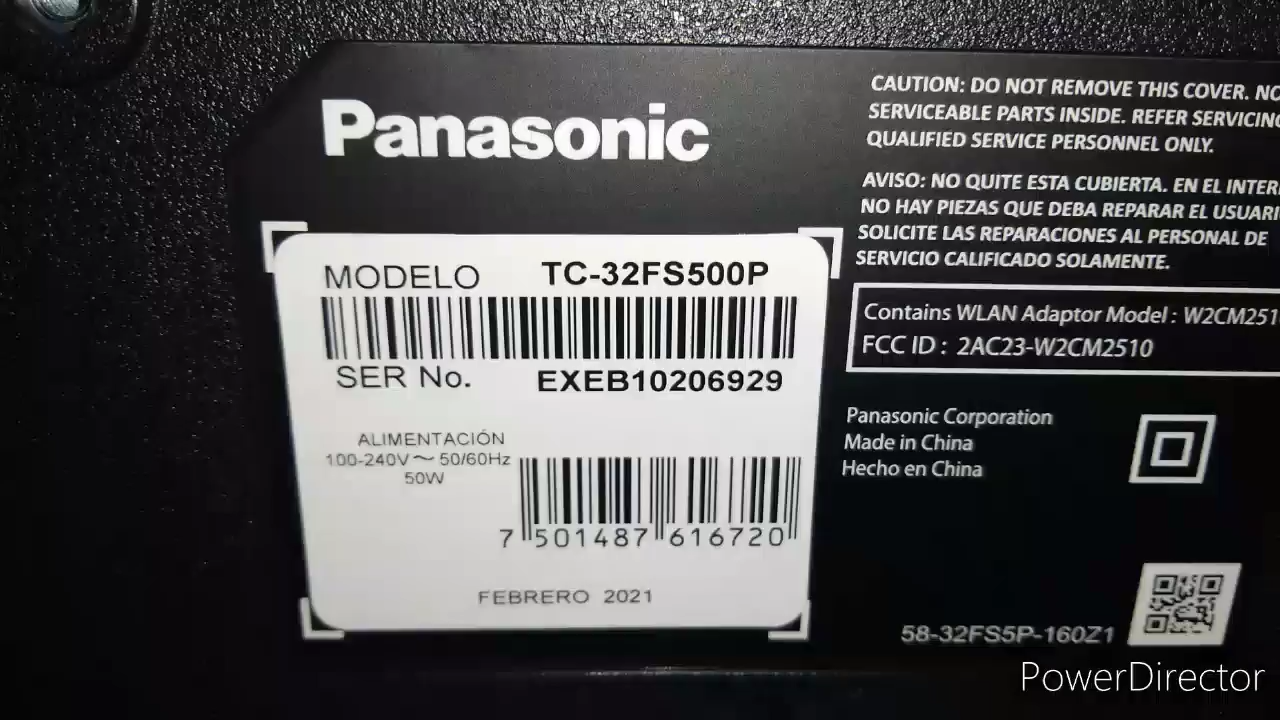 Panasonic
MODELO TC-32FS500P
SER No. EXEB10206929
ALIMENTACIÓN
100-240V ~ 50/60Hz
50W
7 501487 616720
FEBRERO 2021
CAUTION: DO NOT REMOVE THIS COVER. NO
SERVICEABLE PARTS INSIDE. REFER SERVICING
QUALIFIED SERVICE PERSONNEL ONLY.
AVISO: NO QUITE ESTA CUBIERTA. EN EL INTER
NO HAY PIEZAS QUE DEBA REPARAR EL USUARI
SOLICITE LAS REPARACIONES AL PERSONAL DE
SERVICIO CALIFICADO SOLAMENTE.
Contains WLAN Adaptor Model : W2CM251
FCC ID : 2AC23-W2CM2510
Panasonic Corporation
Made in China
Hecho en China
58-32FS5P-160Z1
PowerDirector